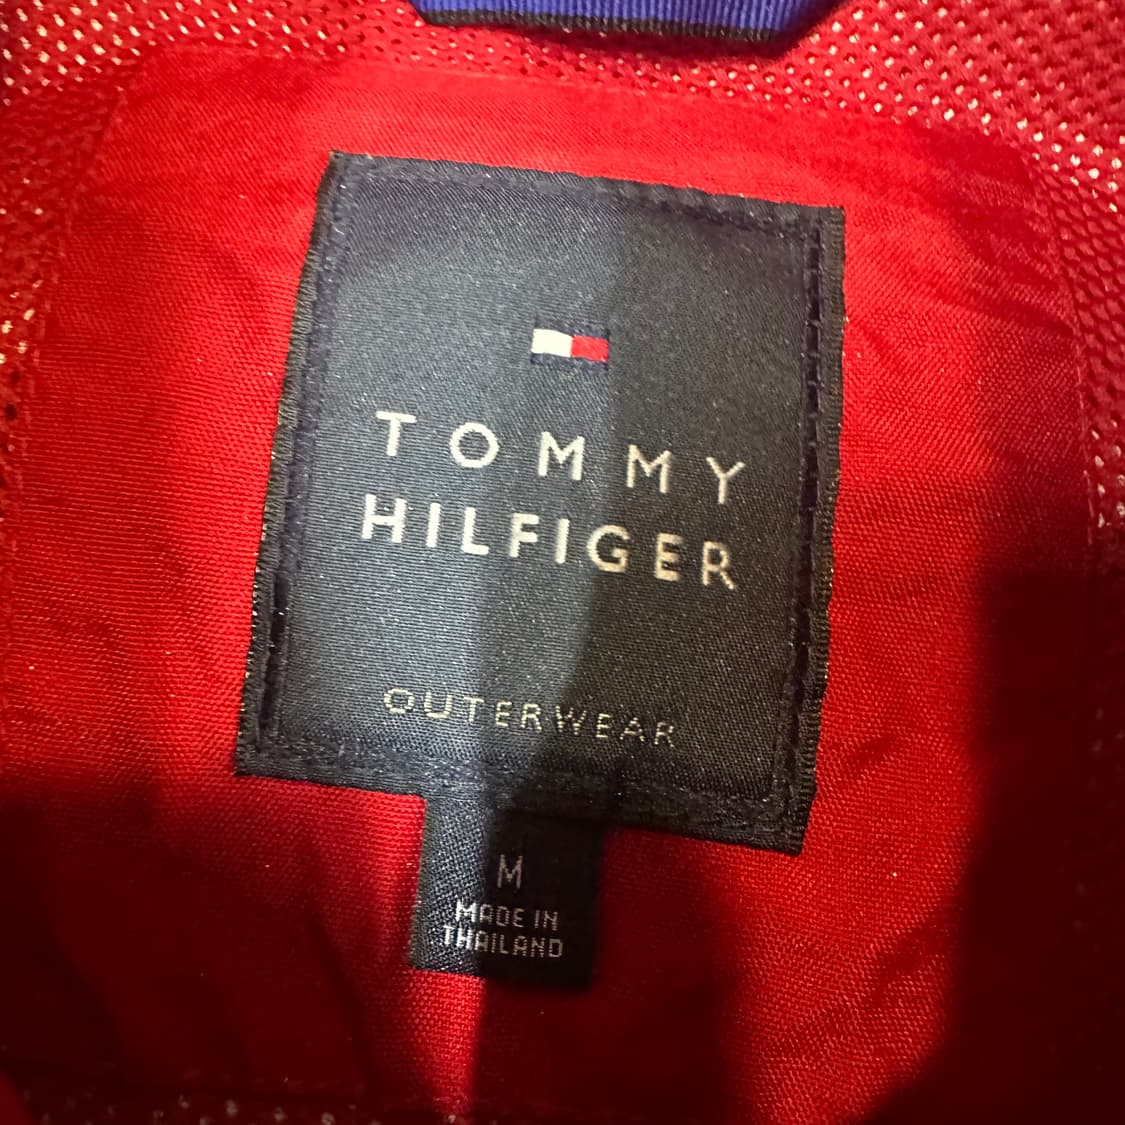 TOMMY
HILFIGER
OUTERWEAR
M
MADE IN
THAILAND